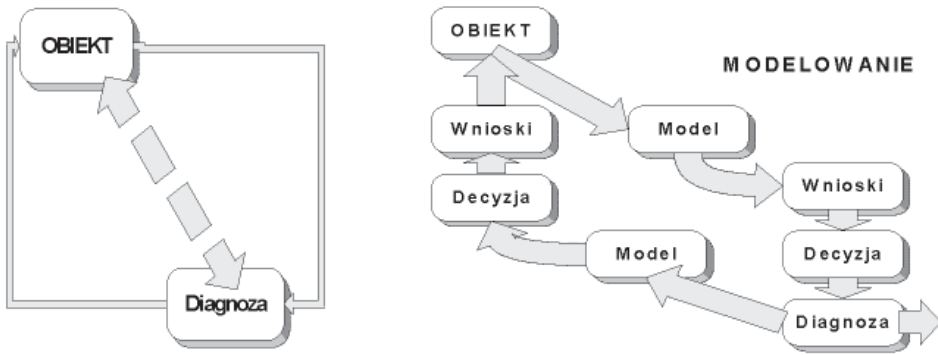 OBIEKT
Diagnoza
OBIEKT
MODELOWANIE
Wnioski
Model
Decyzja
Wnioski
Model
Decyzja
Diagnoza